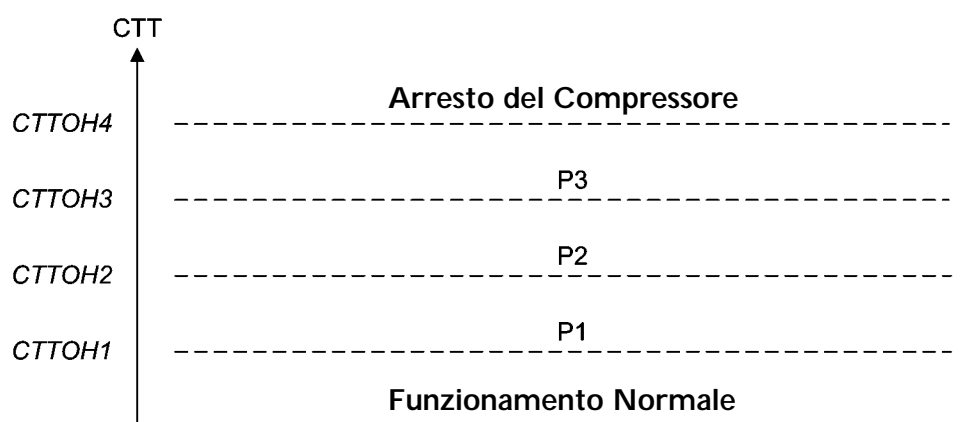 CTT
Arresto del Compressore
CTTOH4
P3
CTTOH3
P2
CTTOH2
P1
CTTOH1
Funzionamento Normale